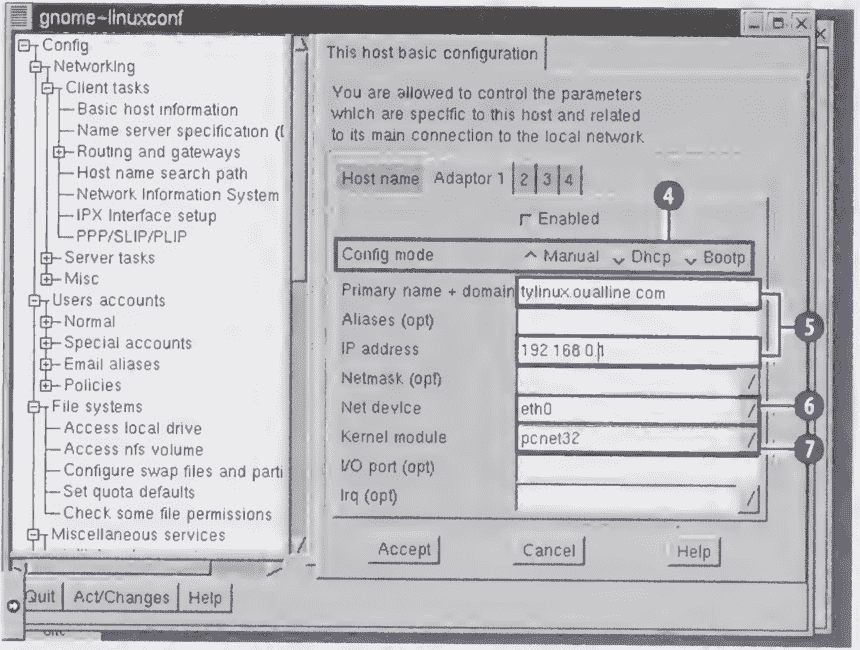 gnome-linuxconf
Config
Networking
Client tasks
Basic host information
Name server specification (
Routing and gateways
Host name search path
Network Information System
IPX Interface setup
PPP/SLIP/PLIP
Server tasks
Misc
Users accounts
Normal
Special accounts
Email aliases
Policies
File systems
Access local drive
Access nfs volume
Configure swap files and parti
Set quota defaults
Check some file permissions
Miscellaneous services
This host basic configuration
You are allowed to control the parameters
which are specific to this host and related
to its main connection to the local network
Host name Adaptor 1 2 3 4
4
Enabled
Config mode Manual Dhcp Bootp
Primary name + domain tylinux.oualline.com
Aliases (opt)
5
IP address 192.168.0.1
Netmask (opt)
Net device eth0
6
Kernel module pcnet32
7
I/O port (opt)
Irq (opt)
Accept Cancel Help
Quit Act/Changes Help